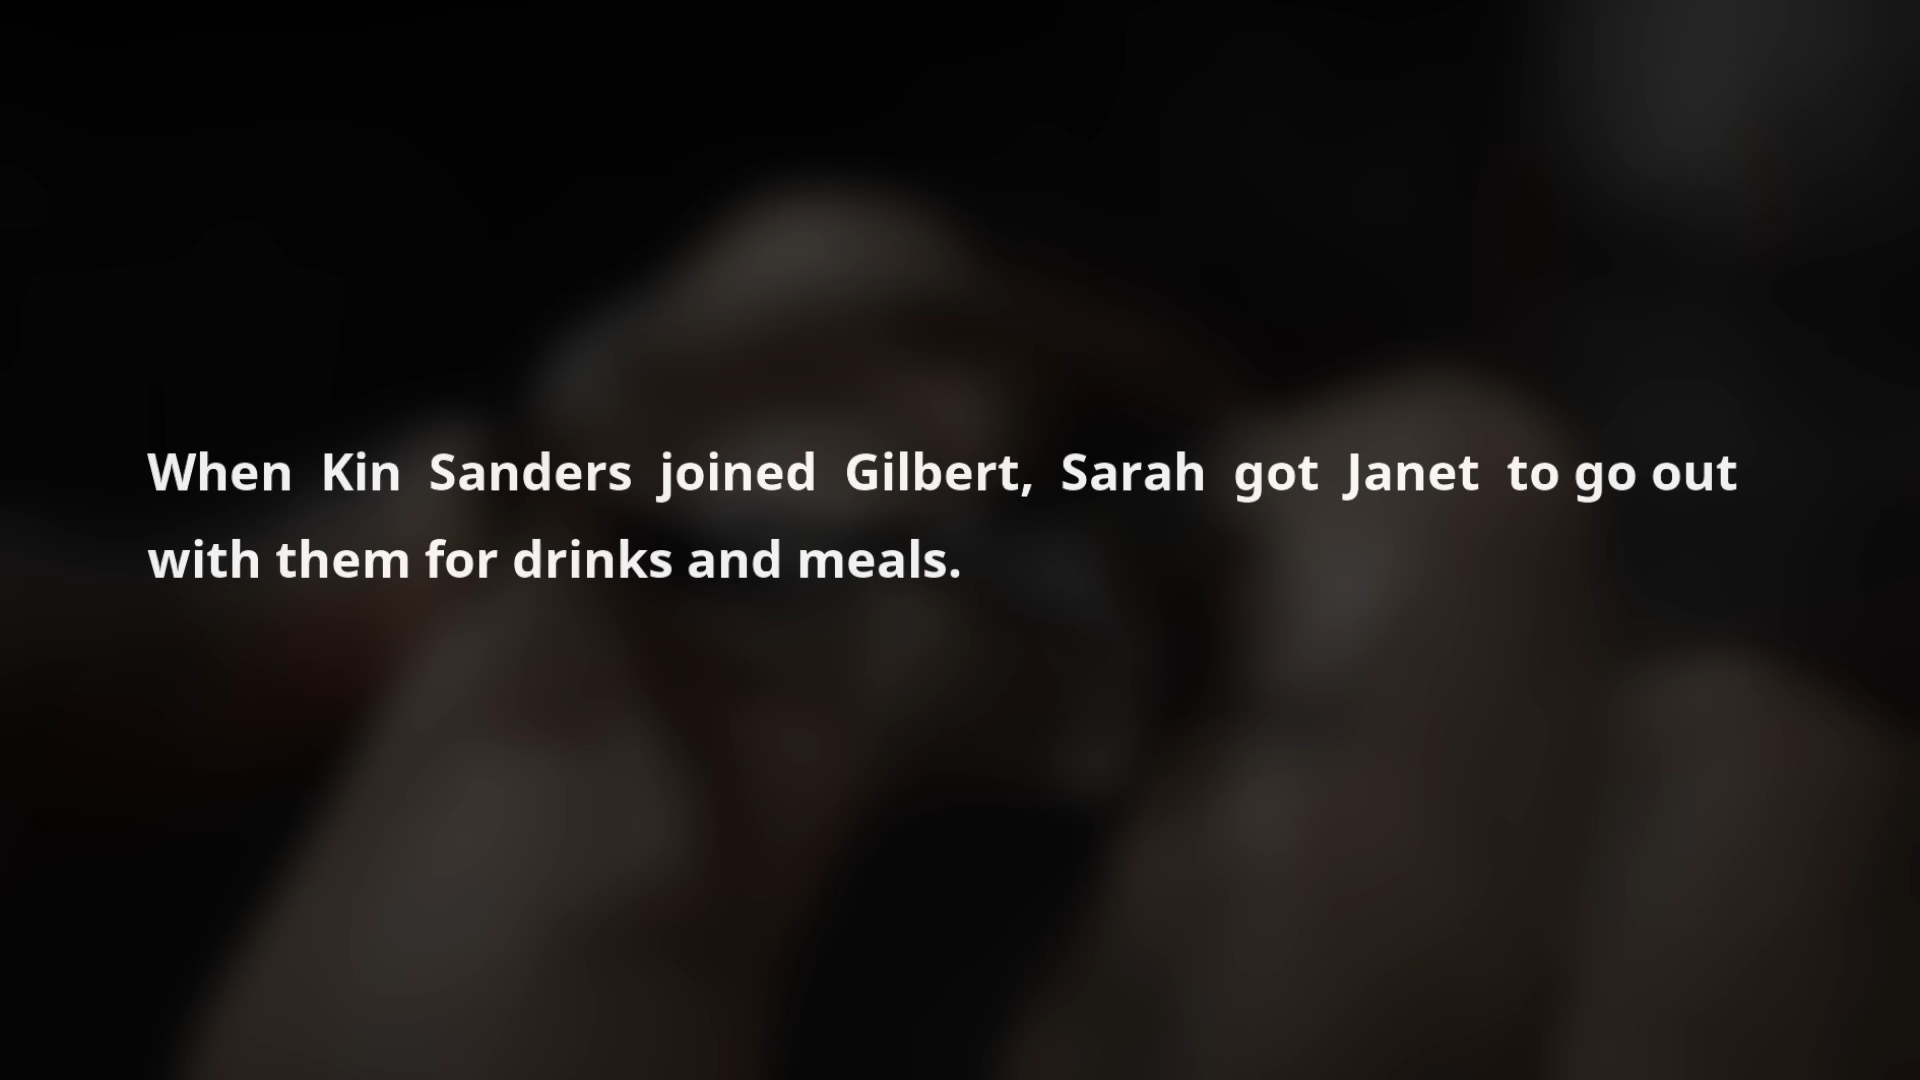 When Kin Sanders joined Gilbert, Sarah got Janet to go out
with them for drinks and meals.